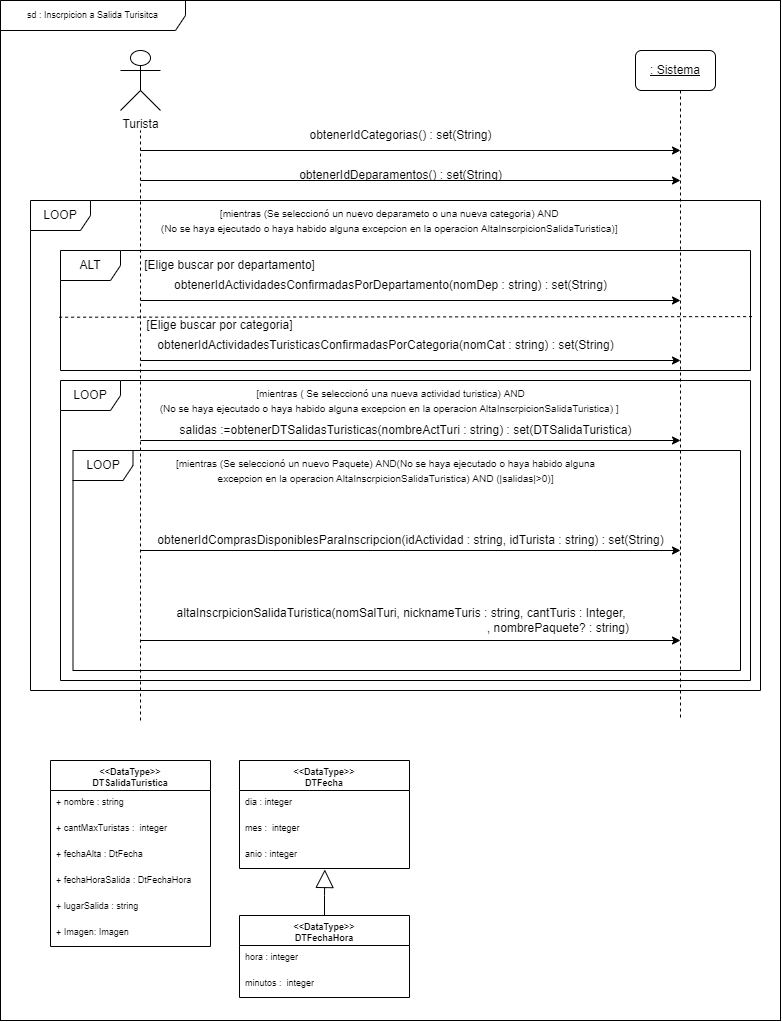 sd : Inscrpicion a Salida Turisitca
: Sistema
Turista
obtenerIdCategorias() : set(String)
obtenerIdDeparamentos() : set(String)
LOOP
[mientras (Se seleccionó un nuevo deparameto o una nueva categoria) AND
(No se haya ejecutado o haya habido alguna excepcion en la operacion AltaInscrpicionSalidaTuristica)]
ALT
[Elige buscar por departamento]
obtenerIdActividadesConfirmadasPorDepartamento(nomDep : string) : set(String)
[Elige buscar por categoria]
obtenerIdActividadesTuristicasConfirmadasPorCategoria(nomCat : string) : set(String)
LOOP
[mientras ( Se seleccionó una nueva actividad turistica) AND
(No se haya ejecutado o haya habido alguna excepcion en la operacion AltaInscrpicionSalidaTuristica) ]
salidas :=obtenerDTSalidasTuristicas(nombreActTuri : string) : set(DTSalidaTuristica)
LOOP
[mientras (Se seleccionó un nuevo Paquete) AND(No se haya ejecutado o haya habido alguna
excepcion en la operacion AltaInscrpicionSalidaTuristica) AND (|salidas|>0)]
obtenerIdComprasDisponiblesParaInscripcion(idActividad : string, idTurista : string) : set(String)
altaInscrpicionSalidaTuristica(nomSalTuri, nicknameTuris : string, cantTuris : Integer,
, nombrePaquete? : string)
<<DataType>>
DTSalidaTuristica
+ nombre : string
+ cantMaxTuristas : integer
+ fechaAlta : DtFecha
+ fechaHoraSalida : DtFechaHora
+ lugarSalida : string
+ Imagen: Imagen
<<DataType>>
DTFecha
dia : integer
mes : integer
anio : integer
<<DataType>>
DTFechaHora
hora : integer
minutos : integer